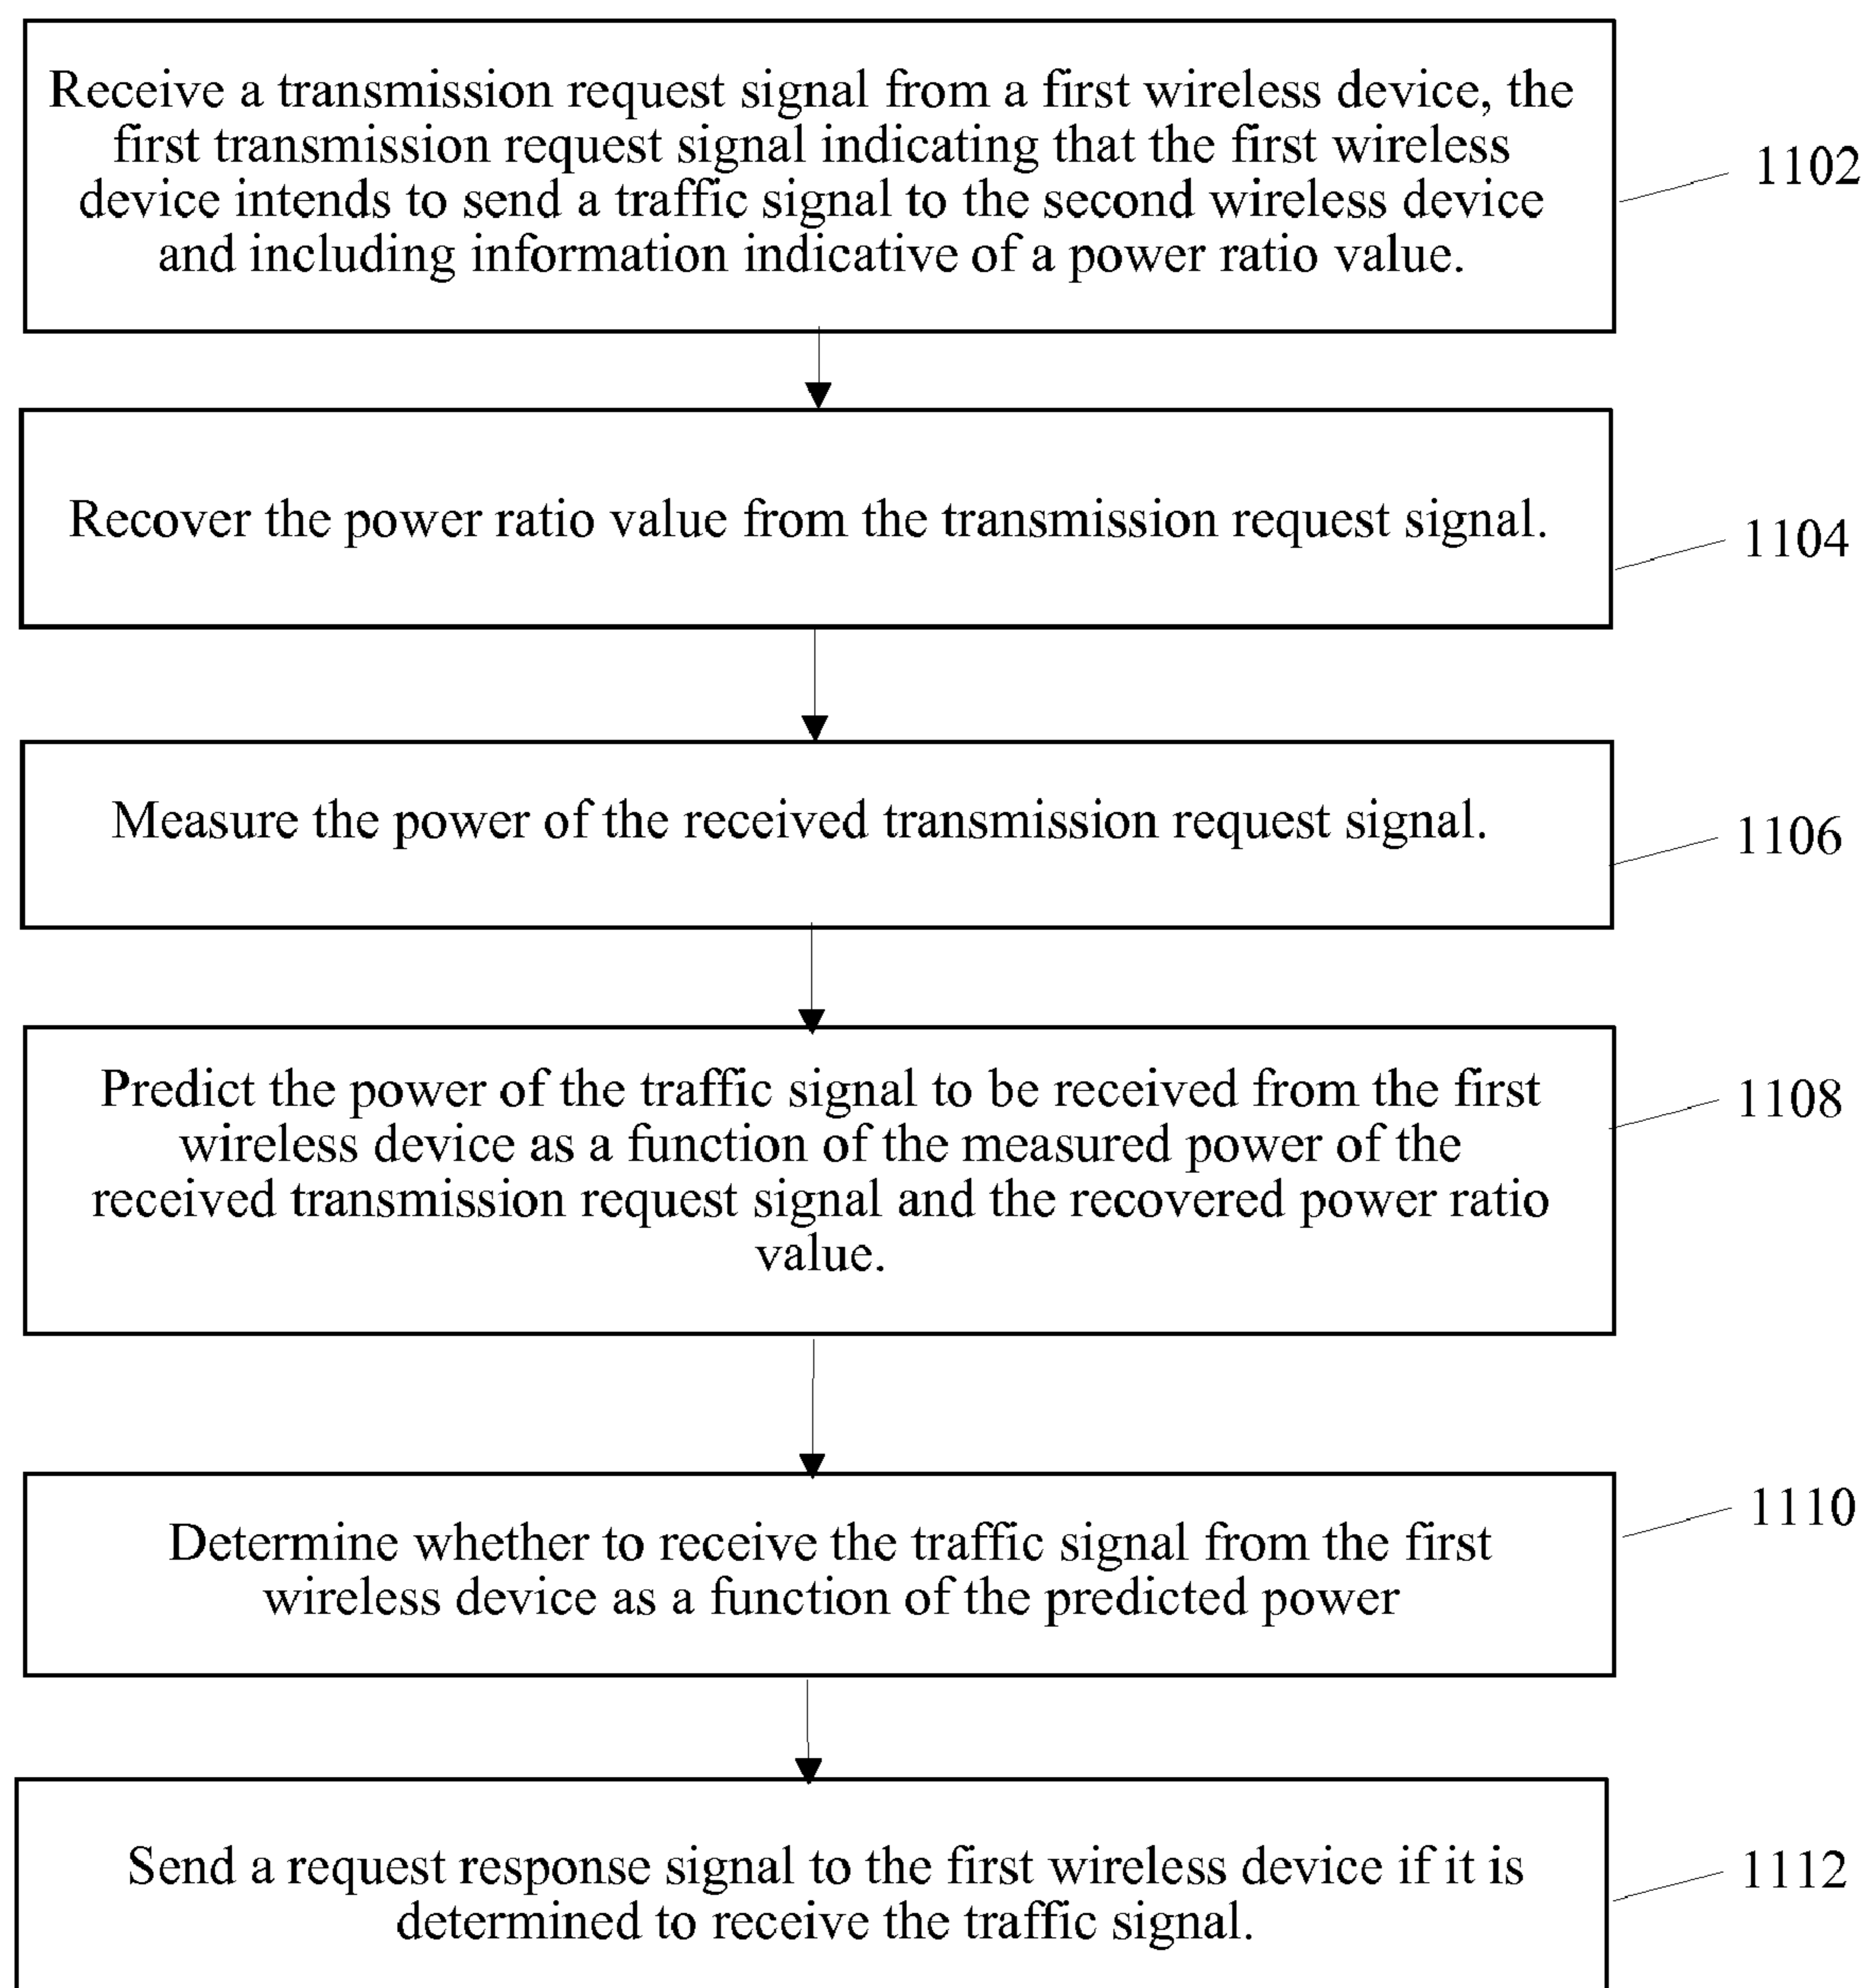 Receive a transmission request signal from a first wireless device, the
first transmission request signal indicating that the first wireless
device intends to send a traffic signal to the second wireless device
and including information indicative of a power ratio value.
1102
Recover the power ratio value from the transmission request signal.
1104
Measure the power of the received transmission request signal.
1106
Predict the power of the traffic signal to be received from the first
wireless device as a function of the measured power of the
received transmission request signal and the recovered power ratio
value.
1108
Determine whether to receive the traffic signal from the first
wireless device as a function of the predicted power
1110
Send a request response signal to the first wireless device if it is
determined to receive the traffic signal.
1112